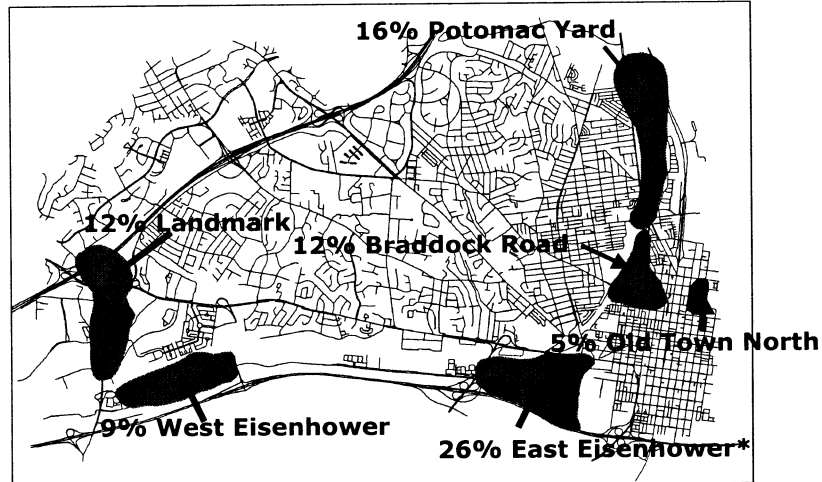 16% Potomac Yard
12% Landmark
12% Braddock Road
5% Old Town North
9% West Eisenhower
26% East Eisenhower*